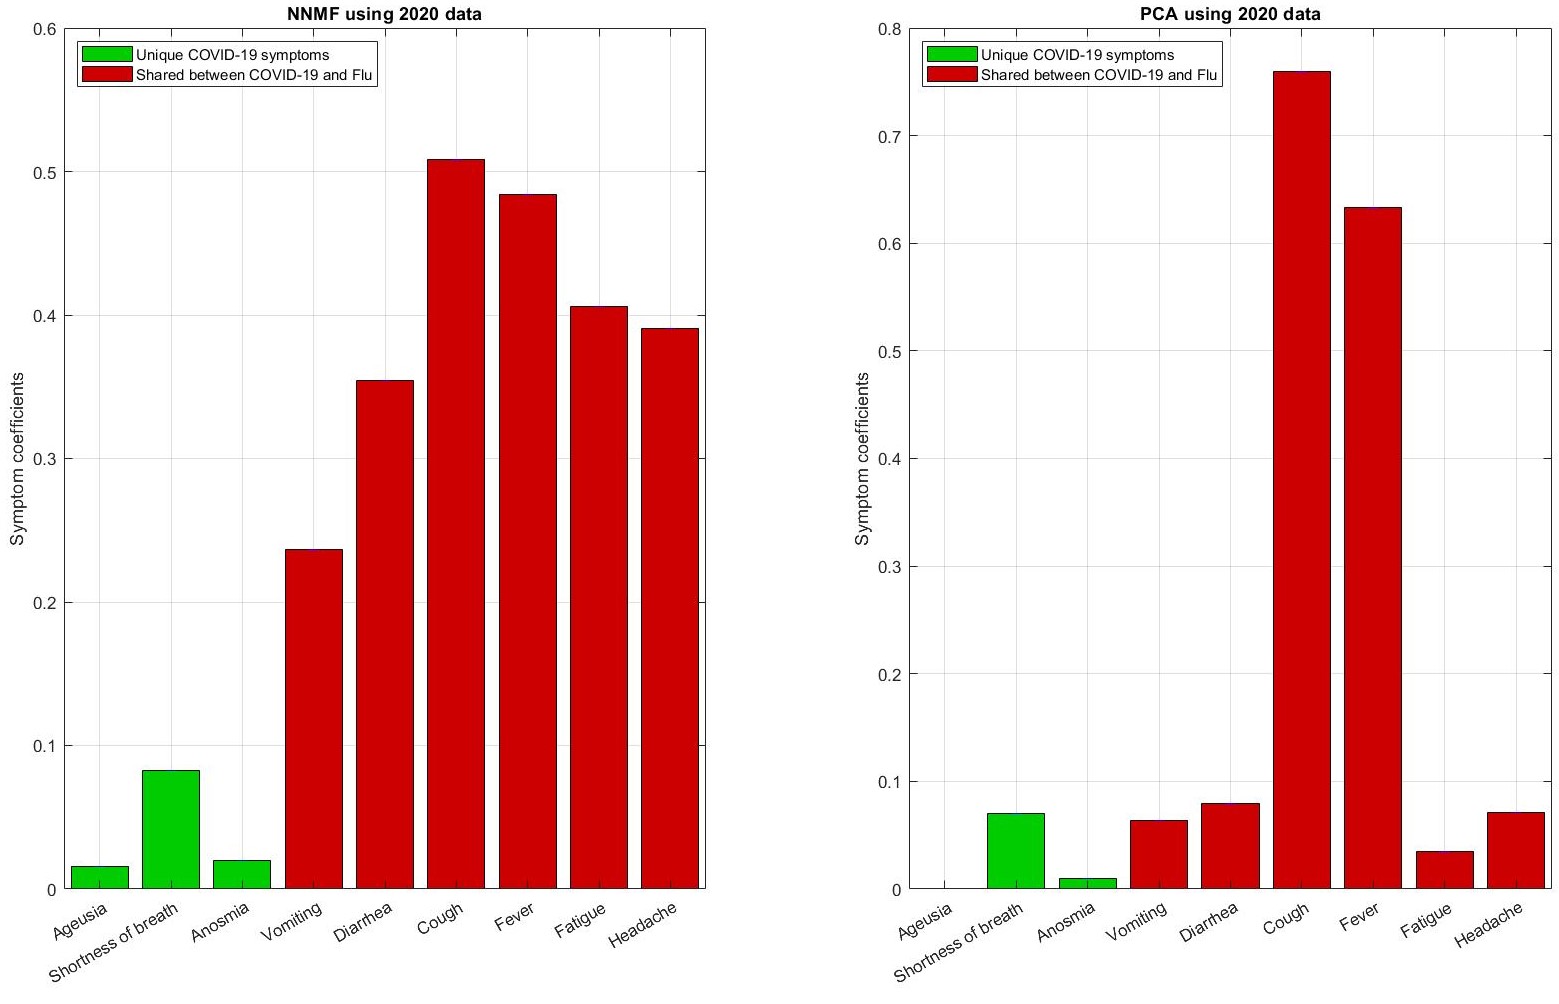 NNMF using 2020 data
Unique COVID-19 symptoms
Shared between COVID-19 and Flu
Symptom coefficients
0.6
0.5
0.4
0.3
0.2
0.1
0
Ageusia
Shortness of breath
Anosmia
Vomiting
Diarrhea
Cough
Fever
Fatigue
Headache
PCA using 2020 data
Unique COVID-19 symptoms
Shared between COVID-19 and Flu
Symptom coefficients
0.8
0.7
0.6
0.5
0.4
0.3
0.2
0.1
0
Ageusia
Shortness of breath
Anosmia
Vomiting
Diarrhea
Cough
Fever
Fatigue
Headache